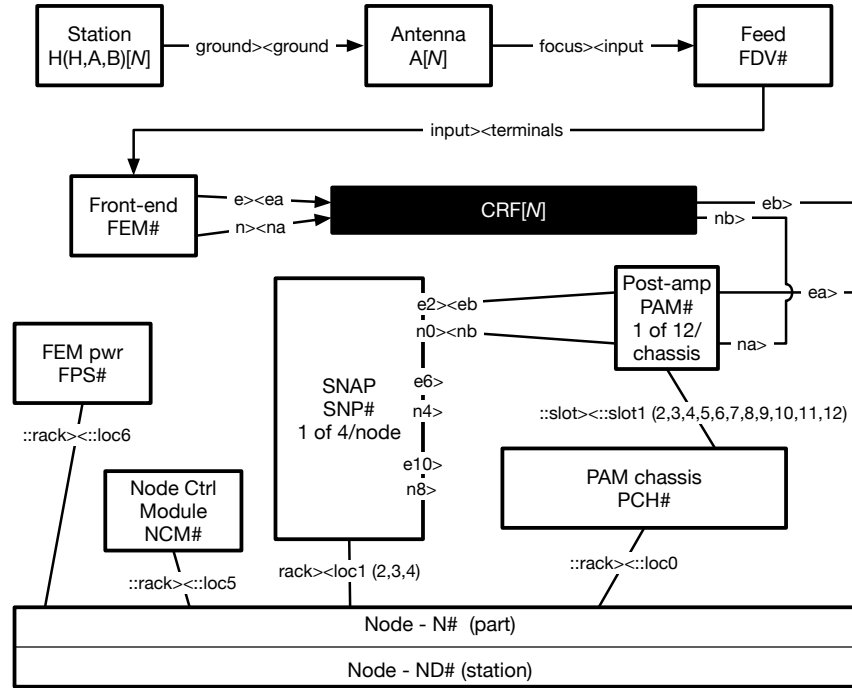 Station
H(H,A,B)[N]
ground><ground
Antenna
A[N]
focus><input
Feed
FDV#
input><terminals
Front-end
FEM#
e><ea
n><na
CRF[N]
eb>
nb>
SNAP
SNP#
1 of 4/node
e2><eb
n0><nb
e6>
n4>
e10>
n8>
Post-amp
PAM#
1 of 12/
chassis
ea>
na>
FEM pwr
FPS#
::rack><::loc6
::slot><::slot1 (2,3,4,5,6,7,8,9,10,11,12)
Node Ctrl
Module
NCM#
PAM chassis
PCH#
::rack><::loc5
rack><loc1 (2,3,4)
::rack><::loc0
Node - N# (part)
Node - ND# (station)